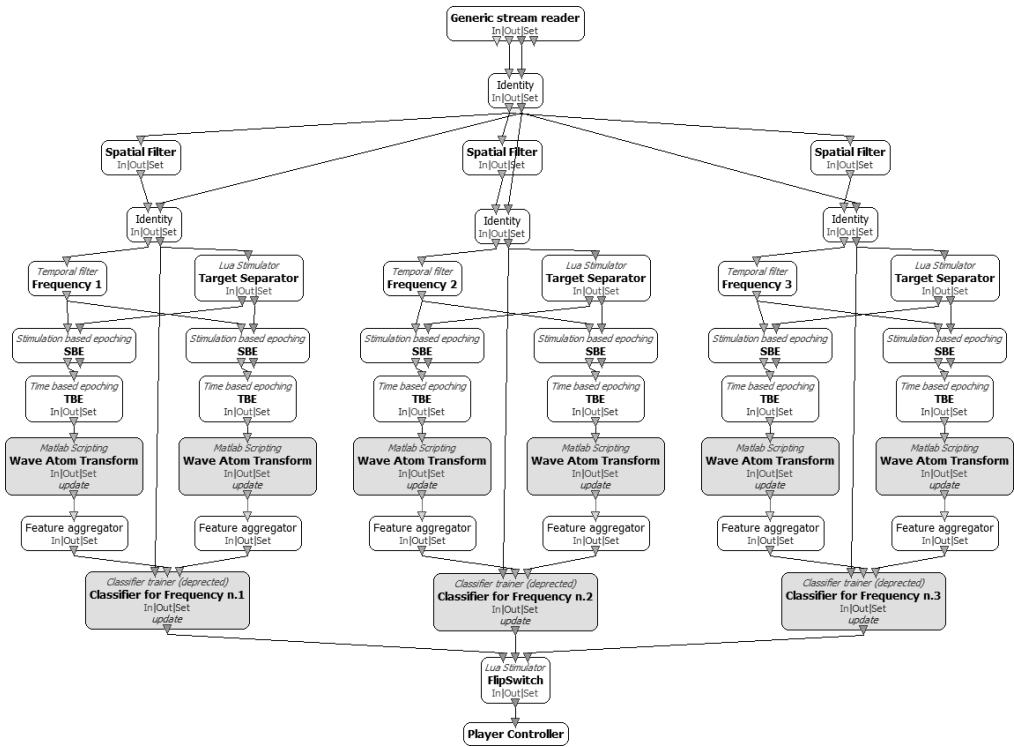 Generic stream reader
In|Out|Set
Identity
In|Out|Set
Spatial Filter
In|Out|Set
Spatial Filter
In|Out|Set
Spatial Filter
In|Out|Set
Identity
In|Out|Set
Identity
In|Out|Set
Identity
In|Out|Set
Temporal filter
Frequency 1
Lua Stimulator
Target Separator
In|Out|Set
Temporal filter
Frequency 2
Lua Stimulator
Target Separator
In|Out|Set
Temporal filter
Frequency 3
Lua Stimulator
Target Separator
In|Out|Set
Stimulation based epoching
SBE
Stimulation based epoching
SBE
Stimulation based epoching
SBE
Stimulation based epoching
SBE
Stimulation based epoching
SBE
Stimulation based epoching
SBE
Time based epoching
TBE
In|Out|Set
Time based epoching
TBE
In|Out|Set
Time based epoching
TBE
In|Out|Set
Time based epoching
TBE
In|Out|Set
Time based epoching
TBE
In|Out|Set
Time based epoching
TBE
In|Out|Set
Matlab Scripting
Wave Atom Transform
In|Out|Set
update
Matlab Scripting
Wave Atom Transform
In|Out|Set
update
Matlab Scripting
Wave Atom Transform
In|Out|Set
update
Matlab Scripting
Wave Atom Transform
In|Out|Set
update
Matlab Scripting
Wave Atom Transform
In|Out|Set
update
Matlab Scripting
Wave Atom Transform
In|Out|Set
update
Feature aggregator
In|Out|Set
Feature aggregator
In|Out|Set
Feature aggregator
In|Out|Set
Feature aggregator
In|Out|Set
Feature aggregator
In|Out|Set
Feature aggregator
In|Out|Set
Classifier trainer (deprected)
Classifier for Frequency n.1
In|Out|Set
update
Classifier trainer (deprected)
Classifier for Frequency n.2
In|Out|Set
update
Classifier trainer (deprected)
Classifier for Frequency n.3
In|Out|Set
update
Lua Stimulator
FlipSwitch
In|Out|Set
Player Controller